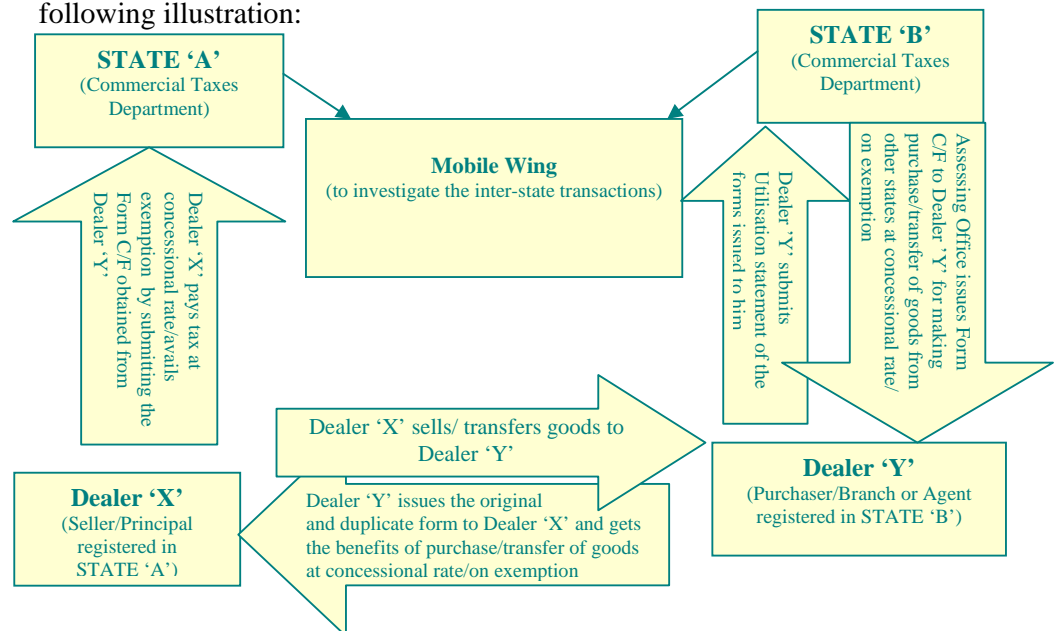 following illustration:
STATE ‘A’
(Commercial Taxes
Department)
STATE ‘B’
(Commercial Taxes
Department)
Mobile Wing
(to investigate the inter-state transactions)
Dealer ‘X’ pays tax at
concessional rate/avails
exemption by submitting the
Form C/F obtained from
Dealer ‘Y’
Dealer ’Y’ submits
Utilisation statement of the
forms issued to him
Assessing Office issues Form
C/F to Dealer ’Y’ for making
purchase/transfer of goods from
other states at concessional rate/
on exemption
Dealer ‘X’ sells/ transfers goods to
Dealer ‘Y’
Dealer ‘X’
(Seller/Principal
registered in
STATE ‘A’)
Dealer ‘Y’ issues the original
and duplicate form to Dealer ‘X’ and gets
the benefits of purchase/transfer of goods
at concessional rate/on exemption
Dealer ‘Y’
(Purchaser/Branch or Agent
registered in STATE ‘B’)